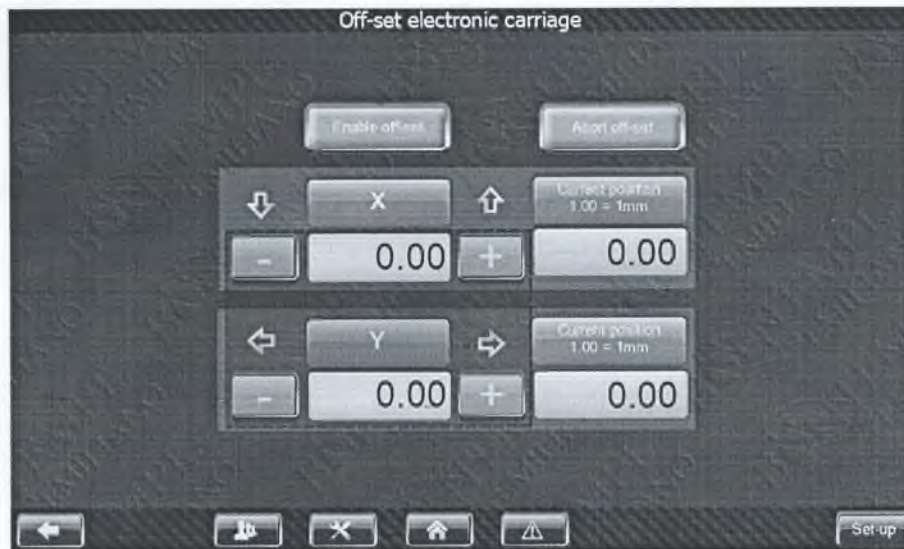 Off-set electronic carriage
Enable off-set
Abort off-set
X
Current position
1.00 = 1mm
-
0.00
+
0.00
Y
Current position
1.00 = 1mm
-
0.00
+
0.00
Set-up